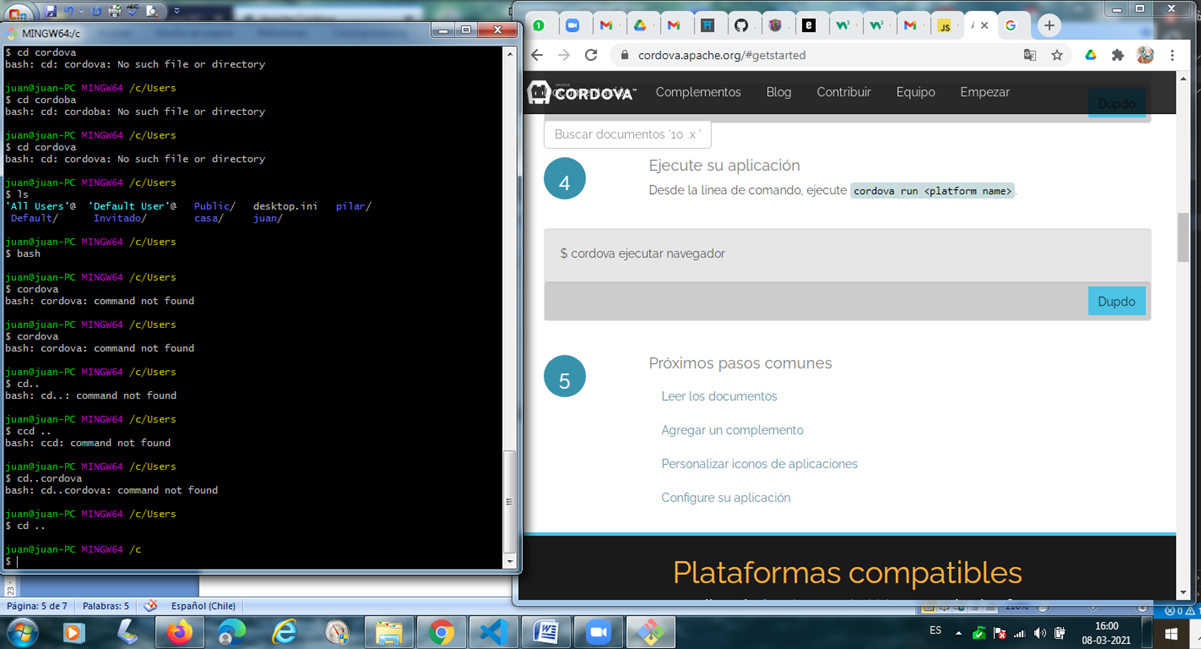 MINGW64:/c
$ cd cordova
bash: cd: cordova: No such file or directory
juan@juan-PC MINGW64 /c/Users
$ cd cordoba
bash: cd: cordoba: No such file or directory
juan@juan-PC MINGW64 /c/Users
$ cd cordova
bash: cd: cordova: No such file or directory
juan@juan-PC MINGW64 /c/Users
$ ls
'All Users'@ 'Default User'@ Public/ desktop.ini pilar/
Default/ Invitado/ casa/ juan/
juan@juan-PC MINGW64 /c/Users
$ bash
juan@juan-PC MINGW64 /c/Users
$ cordova
bash: cordova: command not found
juan@juan-PC MINGW64 /c/Users
$ cordova
bash: cordova: command not found
juan@juan-PC MINGW64 /c/Users
$ cd..
bash: cd..: command not found
juan@juan-PC MINGW64 /c/Users
$ ccd ..
bash: ccd: command not found
juan@juan-PC MINGW64 /c/Users
$ cd..cordova
bash: cd..cordova: command not found
juan@juan-PC MINGW64 /c/Users
$ cd ..
juan@juan-PC MINGW64 /c
$
cordova.apache.org/#getstarted
CORDOVA™ Complementos Blog Contribuir Equipo Empezar
Dupdo
Buscar documentos '10 .x '
4 Ejecute su aplicación
Desde la línea de comando, ejecute cordova run <platform name>.
$ cordova ejecutar navegador
Dupdo
5 Próximos pasos comunes
Leer los documentos
Agregar un complemento
Personalizar iconos de aplicaciones
Configure su aplicación
Plataformas compatibles
Página: 5 de 7 Palabras: 5 Español (Chile)
ES 16:00
08-03-2021